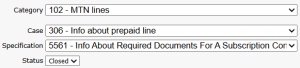 Category 102 - MTN lines
Case 306 - Info about prepaid line
Specification 5561 - Info About Required Documents For A Subscription Con
Status Closed